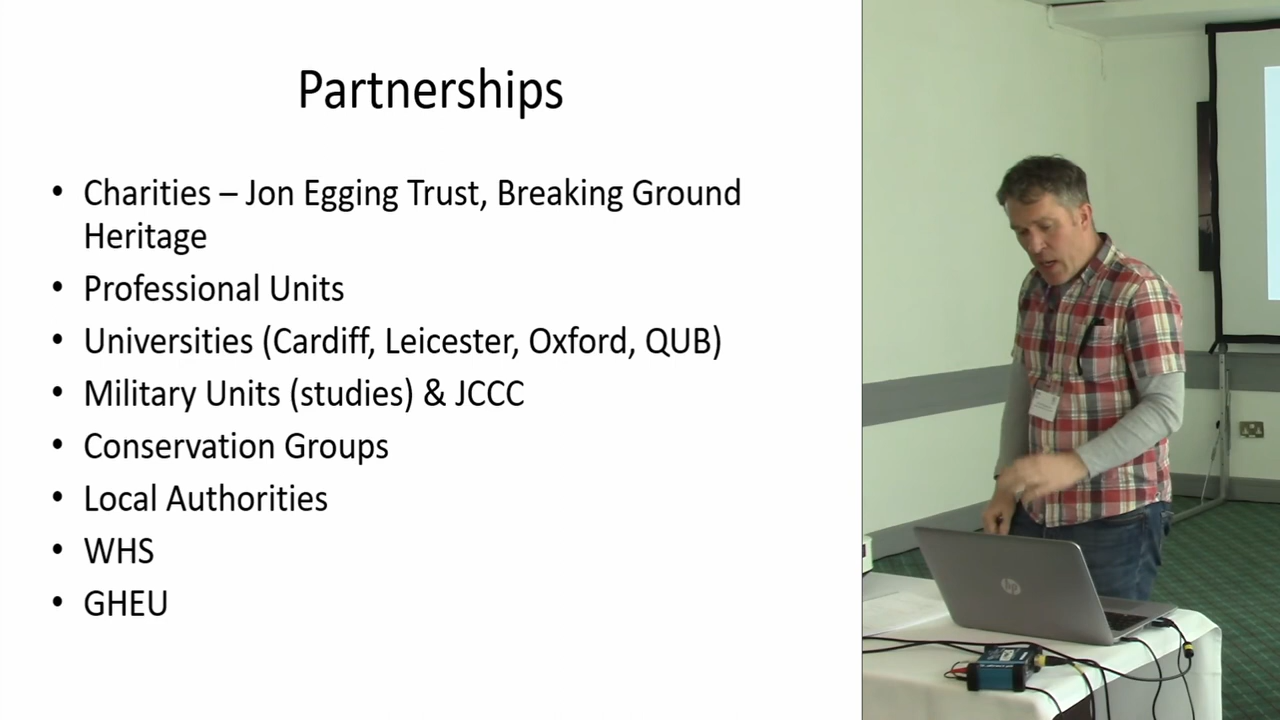 Partnerships
• Charities – Jon Egging Trust, Breaking Ground
Heritage
• Professional Units
• Universities (Cardiff, Leicester, Oxford, QUB)
• Military Units (studies) & JCCC
• Conservation Groups
• Local Authorities
• WHS
• GHEU
hp